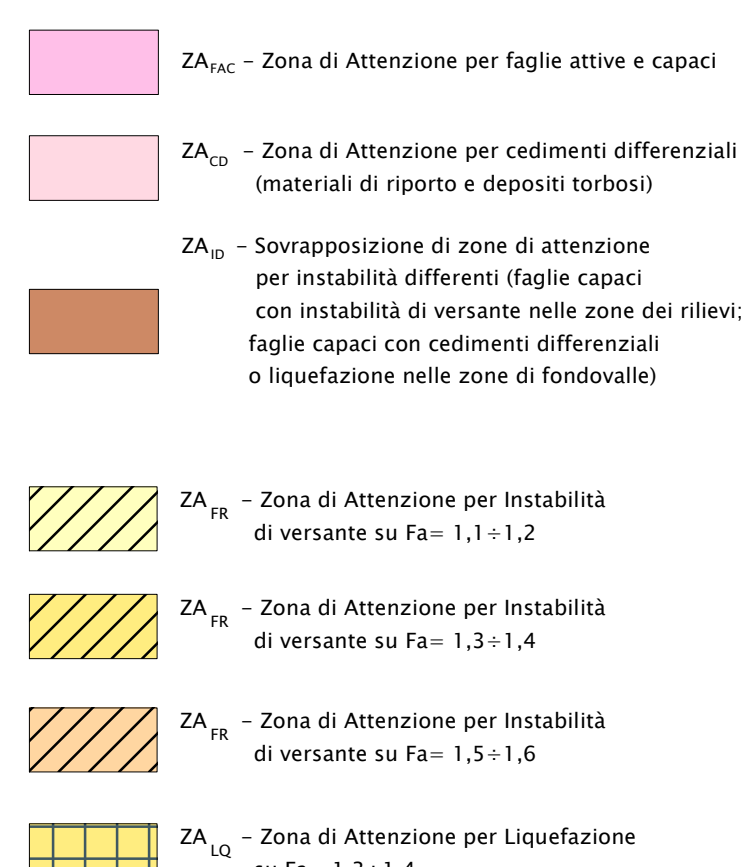 ZA_FAC – Zona di Attenzione per faglie attive e capaci
ZA_CD – Zona di Attenzione per cedimenti differenziali
(materiali di riporto e depositi torbosi)
ZA_ID – Sovrapposizione di zone di attenzione
per instabilità differenti (faglie capaci
con instabilità di versante nelle zone dei rilievi;
faglie capaci con cedimenti differenziali
o liquefazione nelle zone di fondovalle)
ZA_FR – Zona di Attenzione per Instabilità
di versante su Fa= 1,1÷1,2
ZA_FR – Zona di Attenzione per Instabilità
di versante su Fa= 1,3÷1,4
ZA_FR – Zona di Attenzione per Instabilità
di versante su Fa= 1,5÷1,6
ZA_LQ – Zona di Attenzione per Liquefazione